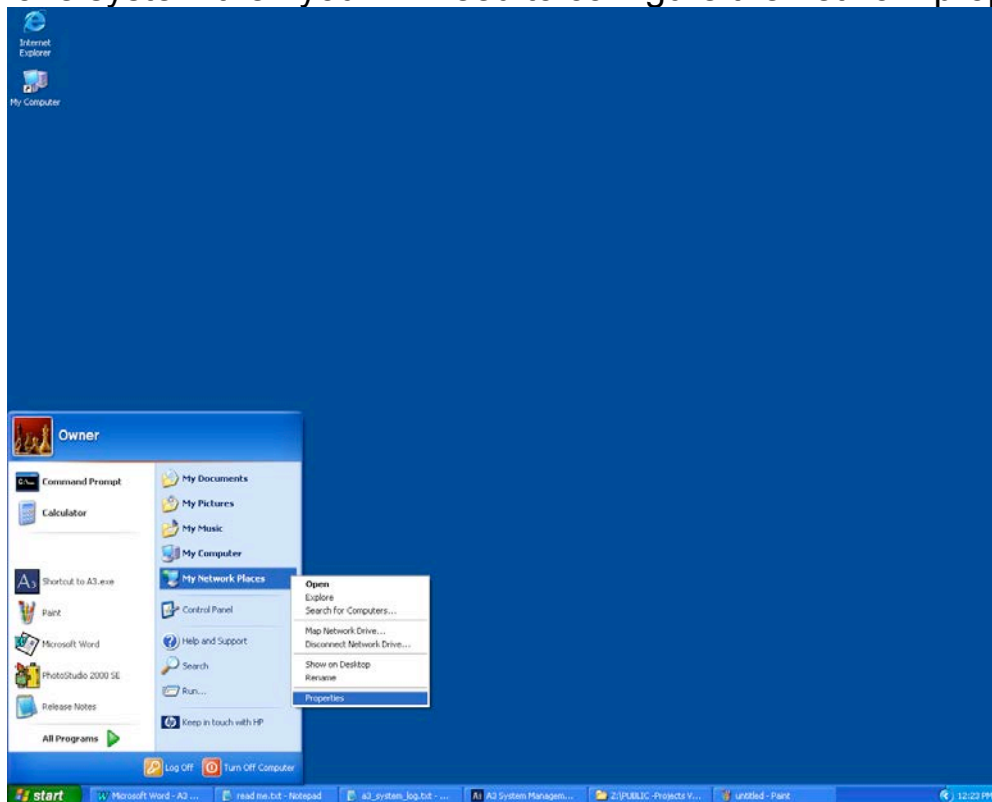 Internet
Explorer
My Computer
Owner
Command Prompt
Calculator
Shortcut to A3.exe
Paint
Microsoft Word
PhotoStudio 2000 SE
Release Notes
All Programs
My Documents
My Pictures
My Music
My Computer
My Network Places
Control Panel
Help and Support
Search
Run...
Keep in touch with HP
Open
Explore
Search for Computers...
Map Network Drive...
Disconnect Network Drive...
Show on Desktop
Rename
Properties
Log Off
Turn Off Computer
start
Microsoft Word - A3 ...
read me.txt - Notepad
a3_system_log.txt - ...
A3 System Managem...
Z:\PUBLIC -Projects V...
untitled - Paint
12:23 PM